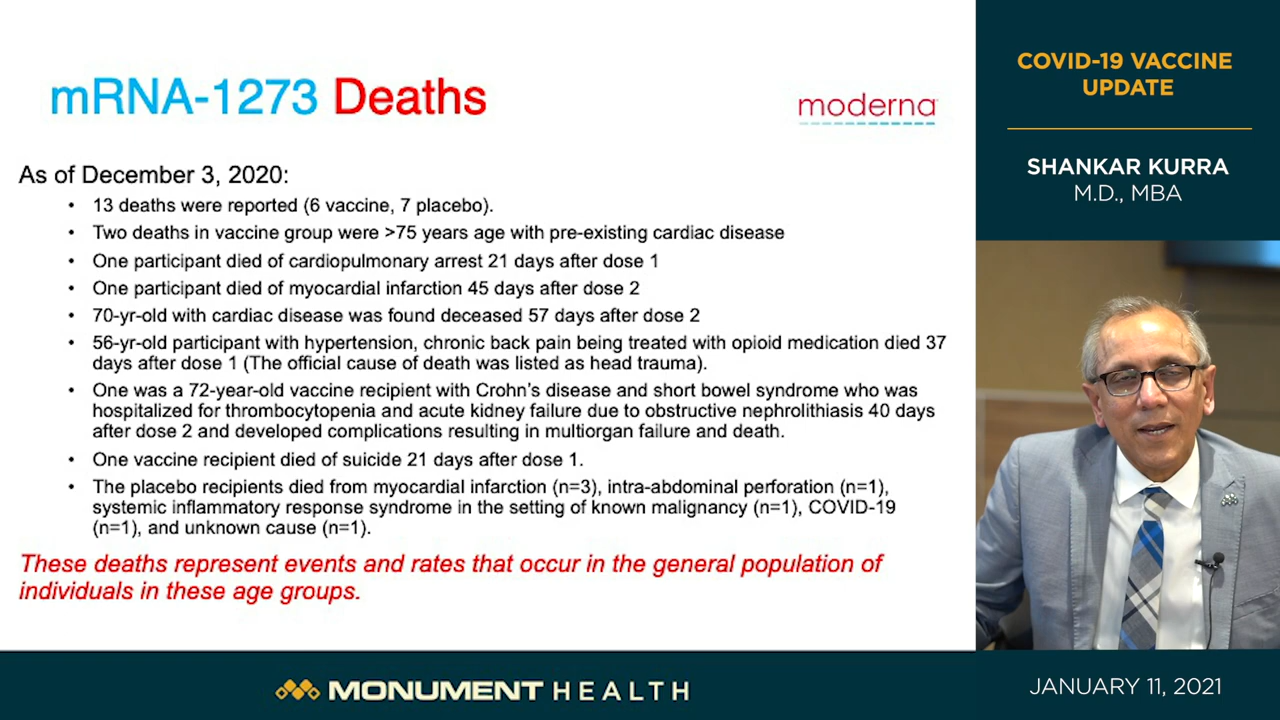 mRNA-1273 Deaths
moderna
As of December 3, 2020:
• 13 deaths were reported (6 vaccine, 7 placebo).
• Two deaths in vaccine group were >75 years age with pre-existing cardiac disease
• One participant died of cardiopulmonary arrest 21 days after dose 1
• One participant died of myocardial infarction 45 days after dose 2
• 70-yr-old with cardiac disease was found deceased 57 days after dose 2
• 56-yr-old participant with hypertension, chronic back pain being treated with opioid medication died 37
days after dose 1 (The official cause of death was listed as head trauma).
• One was a 72-year-old vaccine recipient with Crohn's disease and short bowel syndrome who was
hospitalized for thrombocytopenia and acute kidney failure due to obstructive nephrolithiasis 40 days
after dose 2 and developed complications resulting in multiorgan failure and death.
• One vaccine recipient died of suicide 21 days after dose 1.
• The placebo recipients died from myocardial infarction (n=3), intra-abdominal perforation (n=1),
systemic inflammatory response syndrome in the setting of known malignancy (n=1), COVID-19
(n=1), and unknown cause (n=1).
These deaths represent events and rates that occur in the general population of
individuals in these age groups.
COVID-19 VACCINE
UPDATE
SHANKAR KURRA
M.D., MBA
MONUMENT HEALTH
JANUARY 11, 2021